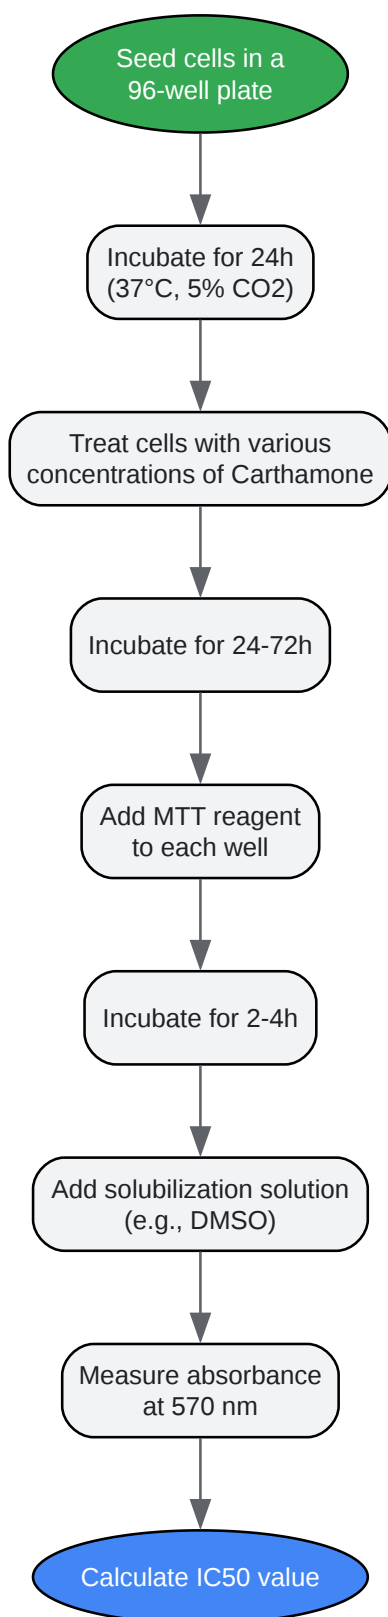 Seed cells in a
96-well plate
Incubate for 24h
(37°C, 5% CO2)
Treat cells with various
concentrations of Carthamone
Incubate for 24-72h
Add MTT reagent
to each well
Incubate for 2-4h
Add solubilization solution
(e.g., DMSO)
Measure absorbance
at 570 nm
Calculate IC50 value